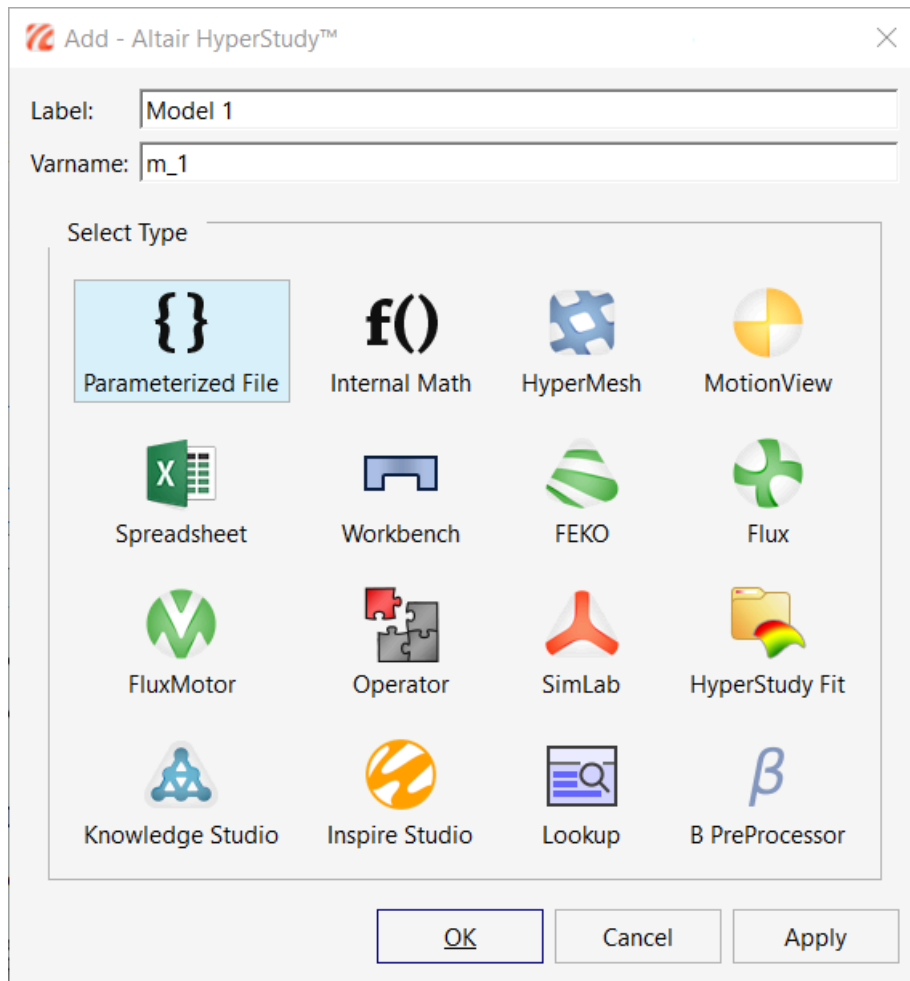 Add - Altair HyperStudy™
Label: Model 1
Varname: m_1
Select Type
{} f()
Parameterized File Internal Math HyperMesh MotionView
X
Spreadsheet Workbench FEKO Flux
FluxMotor Operator SimLab HyperStudy Fit
β
Knowledge Studio Inspire Studio Lookup B PreProcessor
OK Cancel Apply